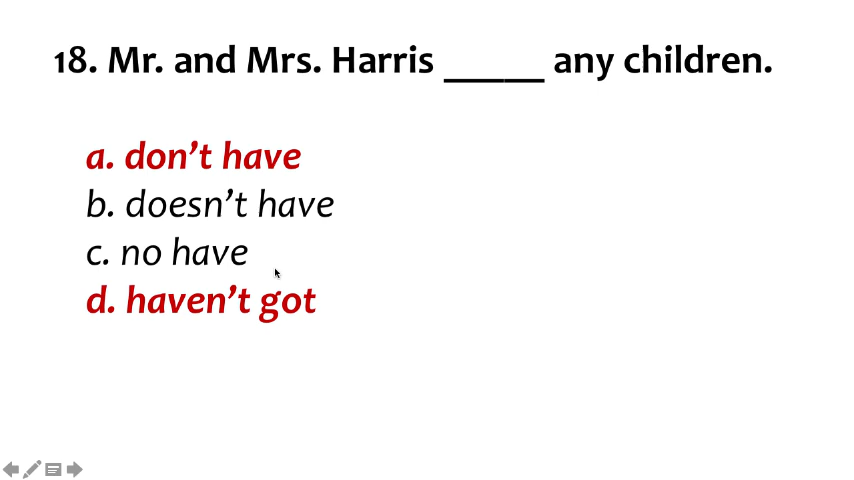 18. Mr. and Mrs. Harris _____ any children.
a. don’t have
b. doesn’t have
c. no have
d. haven’t got